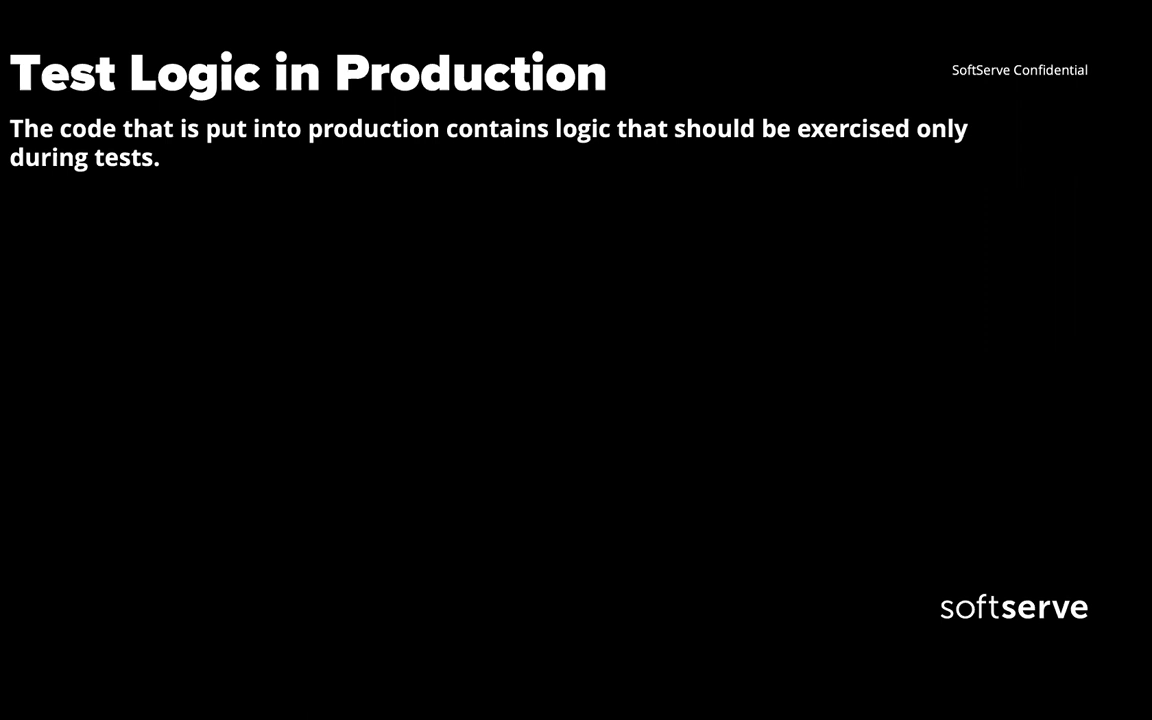 Test Logic in Production
SoftServe Confidential
The code that is put into production contains logic that should be exercised only
during tests.
softserve